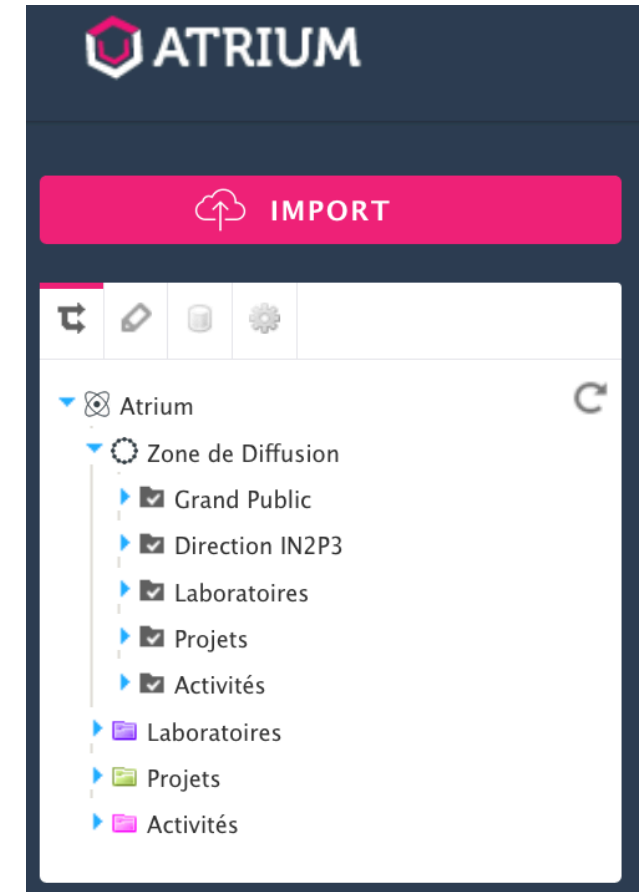 ATRIUM
IMPORT
Atrium
Zone de Diffusion
Grand Public
Direction IN2P3
Laboratoires
Projets
Activités
Laboratoires
Projets
Activités